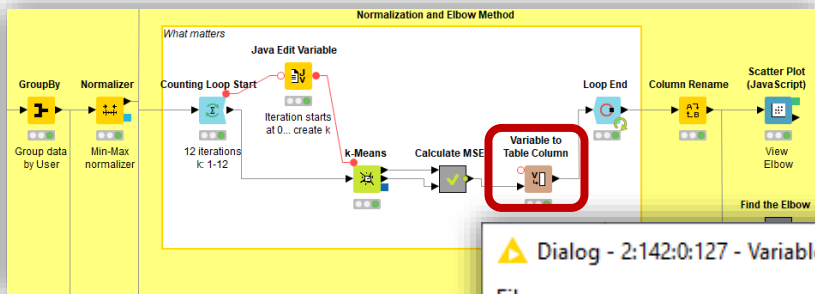 Normalization and Elbow Method
What matters
Java Edit Variable
Iteration starts
at 0... create k
GroupBy
Group data
by User
Normalizer
Min-Max
normalizer
Counting Loop Start
12 iterations
k: 1-12
k-Means
Calculate MSE
Variable to
Table Column
Loop End
Column Rename
Scatter Plot
(JavaScript)
View
Elbow
Find the Elbow
Dialog - 2:142:0:127 - Variable